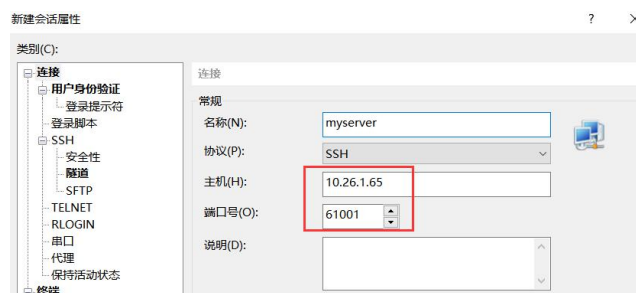 新建会话属性
类别(C):
连接
用户身份验证
登录提示符
登录脚本
SSH
安全性
隧道
SFTP
TELNET
RLOGIN
串口
代理
保持活动状态
终端
连接
常规
名称(N): myserver
协议(P): SSH
主机(H): 10.26.1.65
端口号(O): 61001
说明(D):